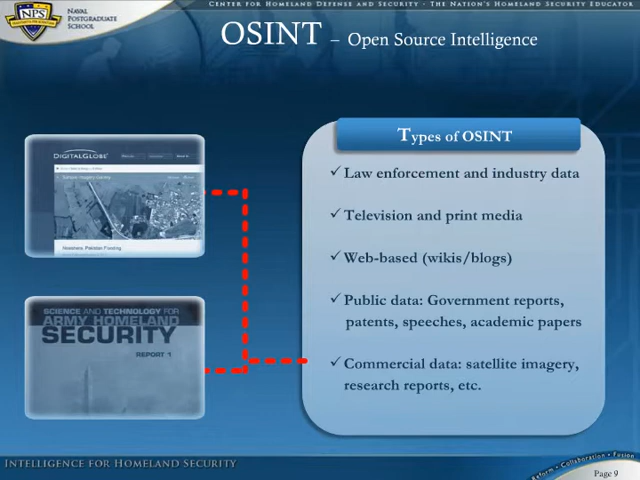 Center for Homeland Defense and Security · The Nation's Homeland Security Educator
NPS
Naval
Postgraduate
School
OSINT – Open Source Intelligence
Types of OSINT
✓Law enforcement and industry data
✓Television and print media
✓Web-based (wikis/blogs)
✓Public data: Government reports,
patents, speeches, academic papers
✓Commercial data: satellite imagery,
research reports, etc.
DigitalGlobe
Science and Technology for
Army Homeland
Security
Report 1
Intelligence for Homeland Security
Reform • Collaboration • Fusion
Page 9